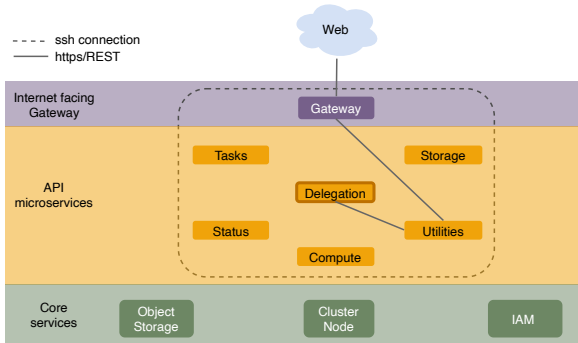 Web
ssh connection
https/REST
Internet facing
Gateway
Gateway
Tasks
Storage
API
microservices
Delegation
Status
Utilities
Compute
Core
services
Object
Storage
Cluster
Node
IAM